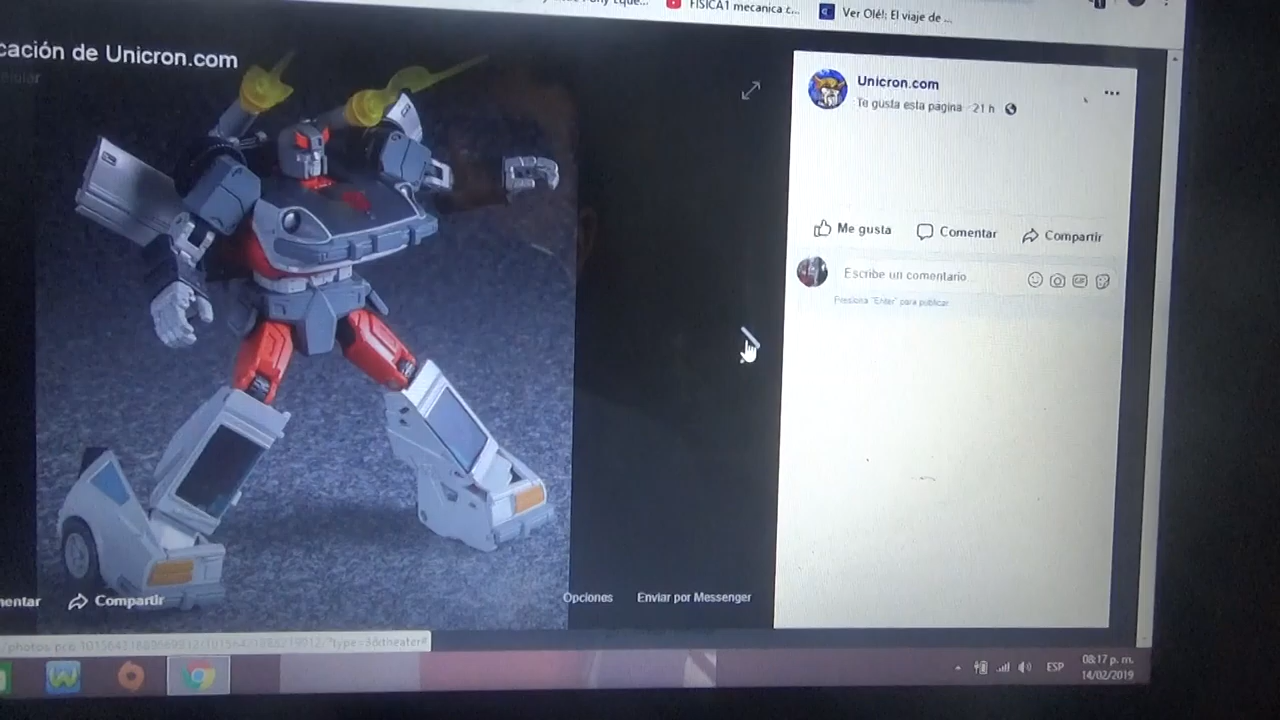 FISICA1 mecanica c...
Ver Olé!: El viaje de ...
cación de Unicron.com
Unicron.com
Te gusta esta página · 21 h
Me gusta
Comentar
Compartir
Escribe un comentario...
Presiona "Enter" para publicar.
mentar
Compartir
Opciones
Enviar por Messenger
ESP
08:17 p. m.
14/02/2019